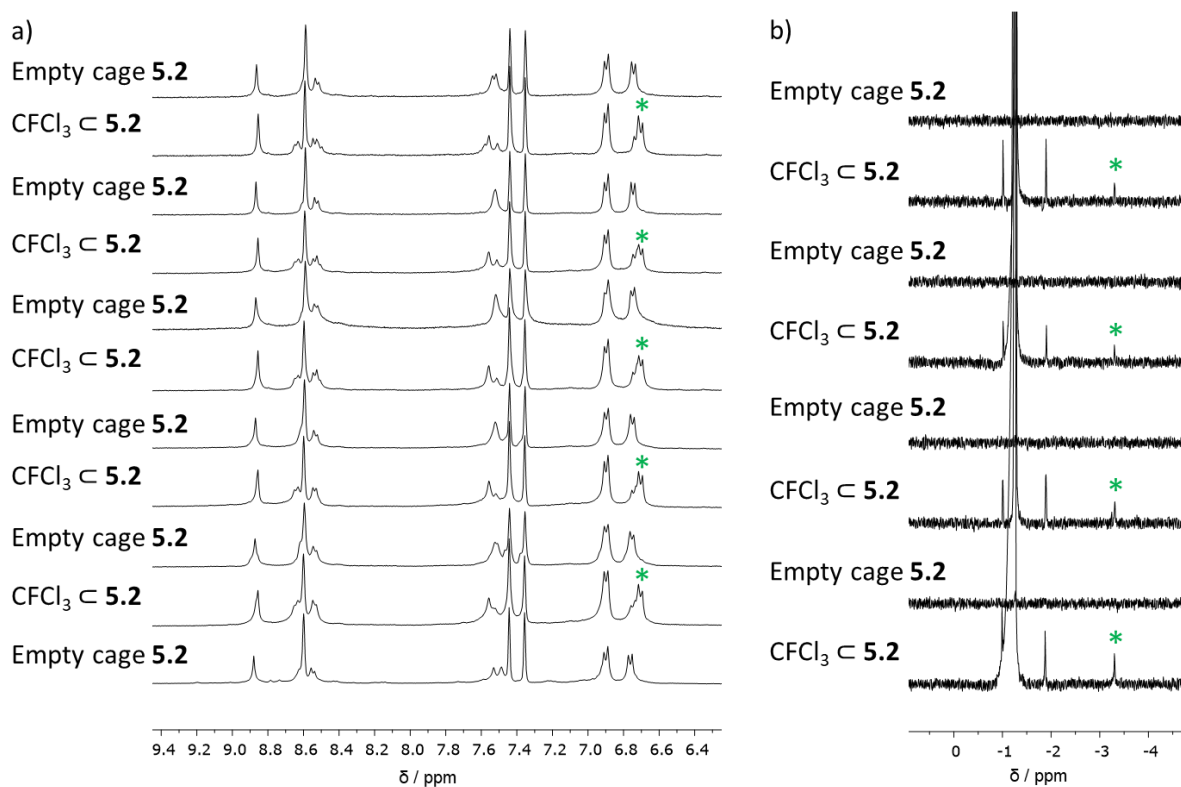 a)
Empty cage 5.2
CFCl₃ ⊂ 5.2
*
Empty cage 5.2
CFCl₃ ⊂ 5.2
*
Empty cage 5.2
CFCl₃ ⊂ 5.2
*
Empty cage 5.2
CFCl₃ ⊂ 5.2
*
Empty cage 5.2
CFCl₃ ⊂ 5.2
*
Empty cage 5.2
9.4 9.2 9.0 8.8 8.6 8.4 8.2 8.0 7.8 7.6 7.4 7.2 7.0 6.8 6.6 6.4
δ / ppm
b)
Empty cage 5.2
CFCl₃ ⊂ 5.2
*
Empty cage 5.2
CFCl₃ ⊂ 5.2
*
Empty cage 5.2
CFCl₃ ⊂ 5.2
*
Empty cage 5.2
CFCl₃ ⊂ 5.2
*
0 -1 -2 -3 -4
δ / ppm